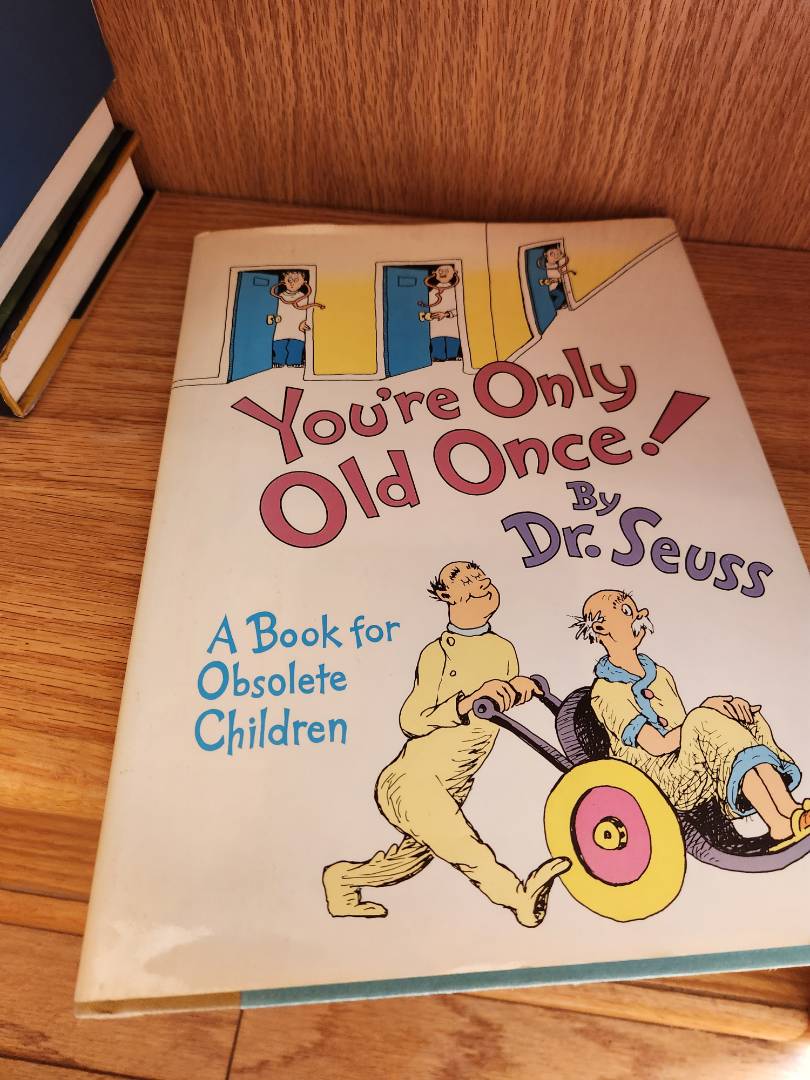 You're Only
Old Once!
By
Dr. Seuss
A Book for
Obsolete
Children